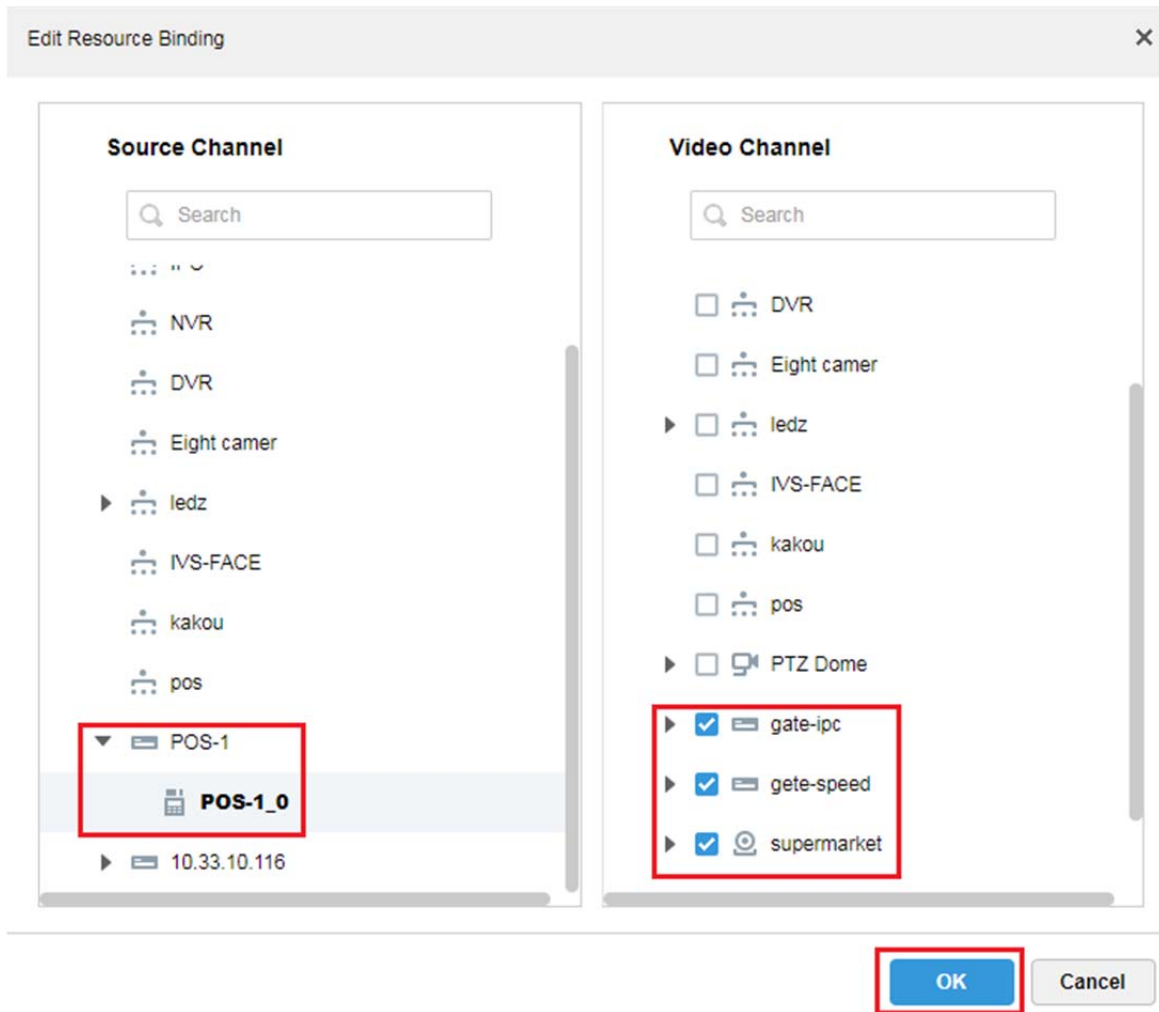 Edit Resource Binding
Source Channel
Search
NVR
DVR
Eight camer
ledz
IVS-FACE
kakou
pos
POS-1
POS-1_0
10.33.10.116
Video Channel
Search
DVR
Eight camer
ledz
IVS-FACE
kakou
pos
PTZ Dome
gate-ipc
gete-speed
supermarket
OK
Cancel